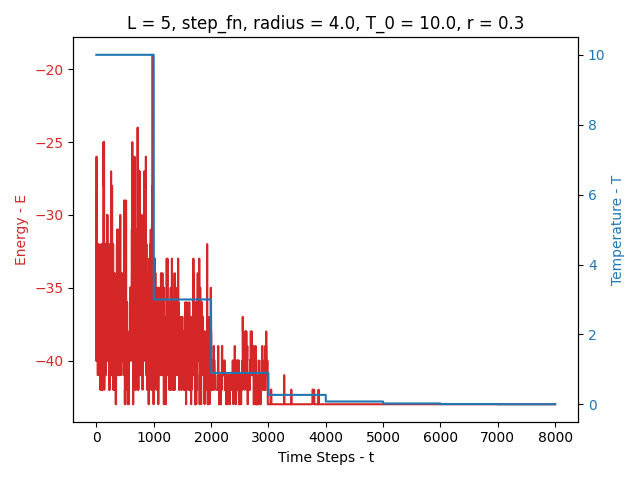 L = 5, step_fn, radius = 4.0, T_0 = 10.0, r = 0.3
−20
−25
−30
−35
−40
Energy - E
10
8
6
4
2
0
Temperature - T
0 1000 2000 3000 4000 5000 6000 7000 8000
Time Steps - t